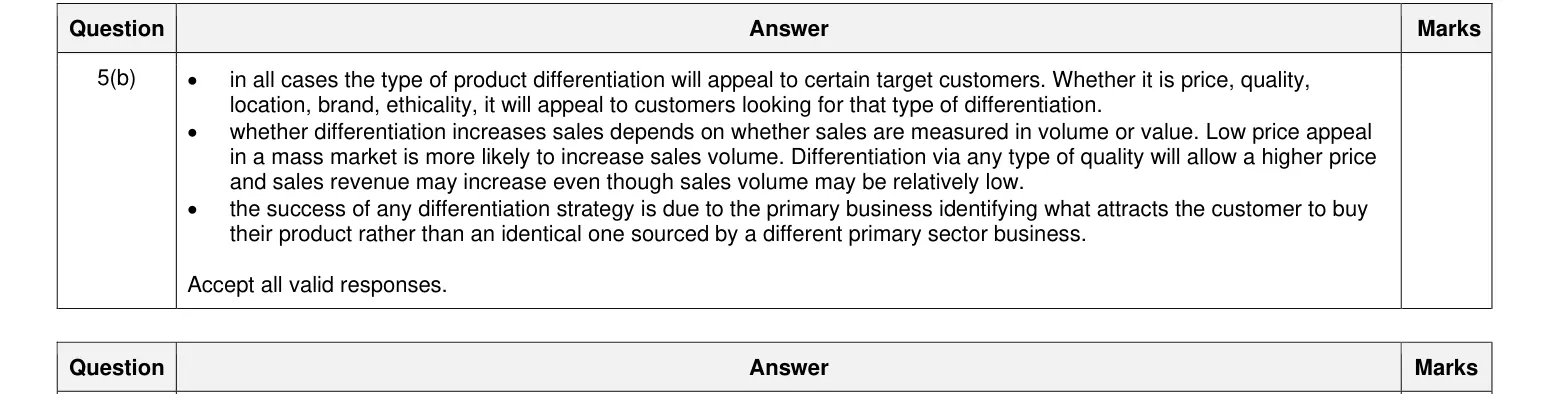 Question Answer Marks
5(b) • in all cases the type of product differentiation will appeal to certain target customers. Whether it is price, quality,
location, brand, ethicality, it will appeal to customers looking for that type of differentiation.
• whether differentiation increases sales depends on whether sales are measured in volume or value. Low price appeal
in a mass market is more likely to increase sales volume. Differentiation via any type of quality will allow a higher price
and sales revenue may increase even though sales volume may be relatively low.
• the success of any differentiation strategy is due to the primary business identifying what attracts the customer to buy
their product rather than an identical one sourced by a different primary sector business.
Accept all valid responses.
Question Answer Marks